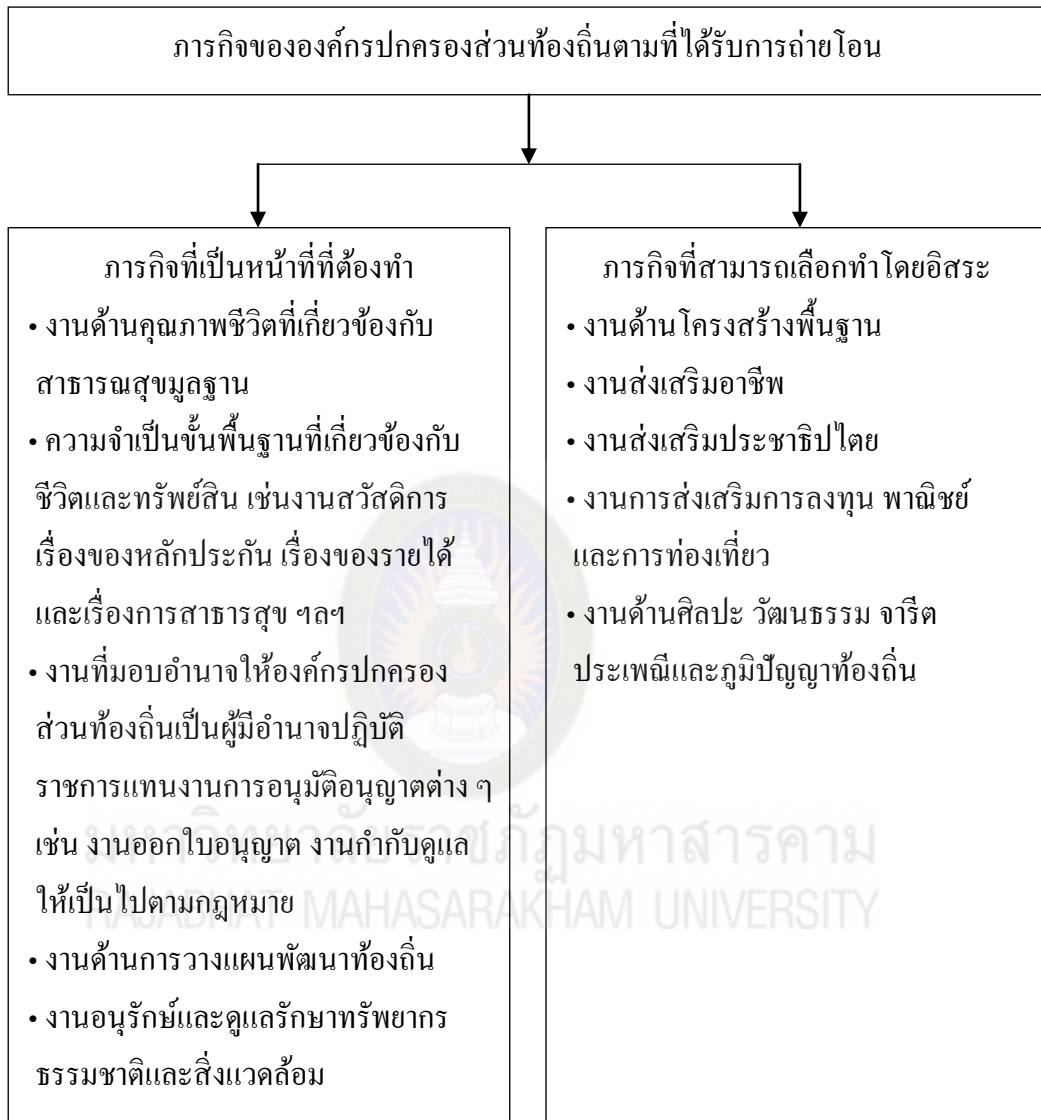 ภารกิจขององค์กรปกครองส่วนท้องถิ่นตามที่ได้รับการถ่ายโอน
ภารกิจที่เป็นหน้าที่ที่ต้องทำ
• งานด้านคุณภาพชีวิตที่เกี่ยวข้องกับ
สาธารณสุขมูลฐาน
• ความจำเป็นขั้นพื้นฐานที่เกี่ยวข้องกับ
ชีวิตและทรัพย์สิน เช่นงานสวัสดิการ
เรื่องของหลักประกัน เรื่องของรายได้
และเรื่องการสาธารสุข ฯลฯ
• งานที่มอบอำนาจให้องค์กรปกครอง
ส่วนท้องถิ่นเป็นผู้มีอำนาจปฏิบัติ
ราชการแทนงานการอนุมัติอนุญาตต่าง ๆ
เช่น งานออกใบอนุญาต งานกำกับดูแล
ให้เป็นไปตามกฎหมาย
• งานด้านการวางแผนพัฒนาท้องถิ่น
• งานอนุรักษ์และดูแลรักษาทรัพยากร
ธรรมชาติและสิ่งแวดล้อม
ภารกิจที่สามารถเลือกทำโดยอิสระ
• งานด้านโครงสร้างพื้นฐาน
• งานส่งเสริมอาชีพ
• งานส่งเสริมประชาธิปไตย
• งานการส่งเสริมการลงทุน พาณิชย์
และการท่องเที่ยว
• งานด้านศิลปะ วัฒนธรรม จารีต
ประเพณีและภูมิปัญญาท้องถิ่น
มหาวิทยาลัยราชภัฏมหาสารคาม
RAJABHAT MAHASARAKHAM UNIVERSITY